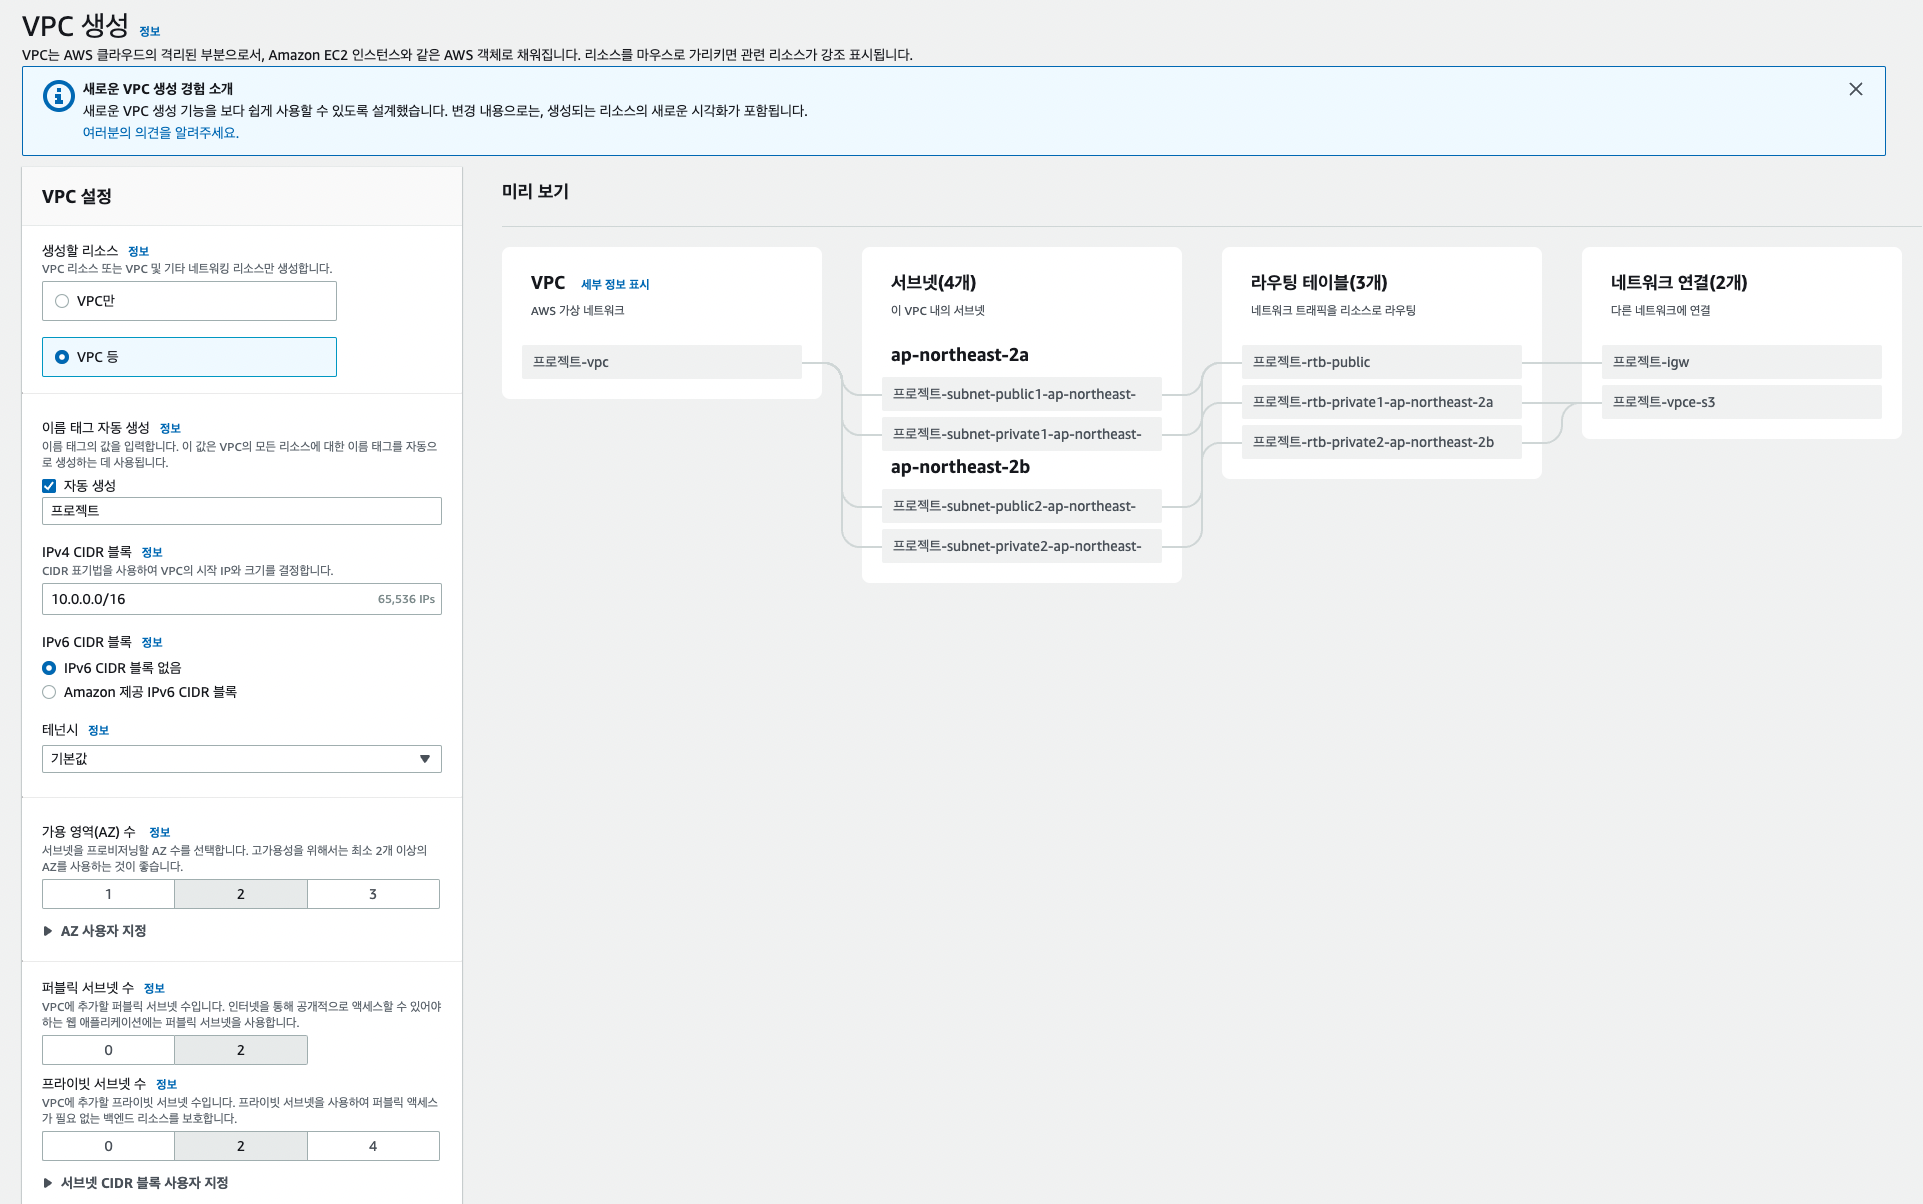 VPC 생성 정보
VPC는 AWS 클라우드의 격리된 부분으로서, Amazon EC2 인스턴스와 같은 AWS 객체로 채워집니다. 리소스를 마우스로 가리키면 관련 리소스가 강조 표시됩니다.
새로운 VPC 생성 경험 소개
새로운 VPC 생성 기능을 보다 쉽게 사용할 수 있도록 설계했습니다. 변경 내용으로는, 생성되는 리소스의 새로운 시각화가 포함됩니다.
여러분의 의견을 알려주세요.
VPC 설정
생성할 리소스 정보
VPC 리소스 또는 VPC 및 기타 네트워킹 리소스만 생성합니다.
VPC만
VPC 등
이름 태그 자동 생성 정보
이름 태그의 값을 입력합니다. 이 값은 VPC의 모든 리소스에 대한 이름 태그를 자동으
로 생성하는 데 사용됩니다.
자동 생성
프로젝트
IPv4 CIDR 블록 정보
CIDR 표기법을 사용하여 VPC의 시작 IP와 크기를 결정합니다.
10.0.0.0/16 65,536 IPs
IPv6 CIDR 블록 정보
IPv6 CIDR 블록 없음
Amazon 제공 IPv6 CIDR 블록
테넌시 정보
기본값
가용 영역(AZ) 수 정보
서브넷을 프로비저닝할 AZ 수를 선택합니다. 고가용성을 위해서는 최소 2개 이상의
AZ를 사용하는 것이 좋습니다.
1 2 3
AZ 사용자 지정
퍼블릭 서브넷 수 정보
VPC에 추가할 퍼블릭 서브넷 수입니다. 인터넷을 통해 공개적으로 액세스할 수 있어야
하는 웹 애플리케이션에는 퍼블릭 서브넷을 사용합니다.
0 2
프라이빗 서브넷 수 정보
VPC에 추가할 프라이빗 서브넷 수입니다. 프라이빗 서브넷을 사용하여 퍼블릭 액세스
가 필요 없는 백엔드 리소스를 보호합니다.
0 2 4
서브넷 CIDR 블록 사용자 지정
미리 보기
VPC 세부 정보 표시
AWS 가상 네트워크
프로젝트-vpc
서브넷(4개)
이 VPC 내의 서브넷
ap-northeast-2a
프로젝트-subnet-public1-ap-northeast-
프로젝트-subnet-private1-ap-northeast-
ap-northeast-2b
프로젝트-subnet-public2-ap-northeast-
프로젝트-subnet-private2-ap-northeast-
라우팅 테이블(3개)
네트워크 트래픽을 리소스로 라우팅
프로젝트-rtb-public
프로젝트-rtb-private1-ap-northeast-2a
프로젝트-rtb-private2-ap-northeast-2b
네트워크 연결(2개)
다른 네트워크에 연결
프로젝트-igw
프로젝트-vpce-s3